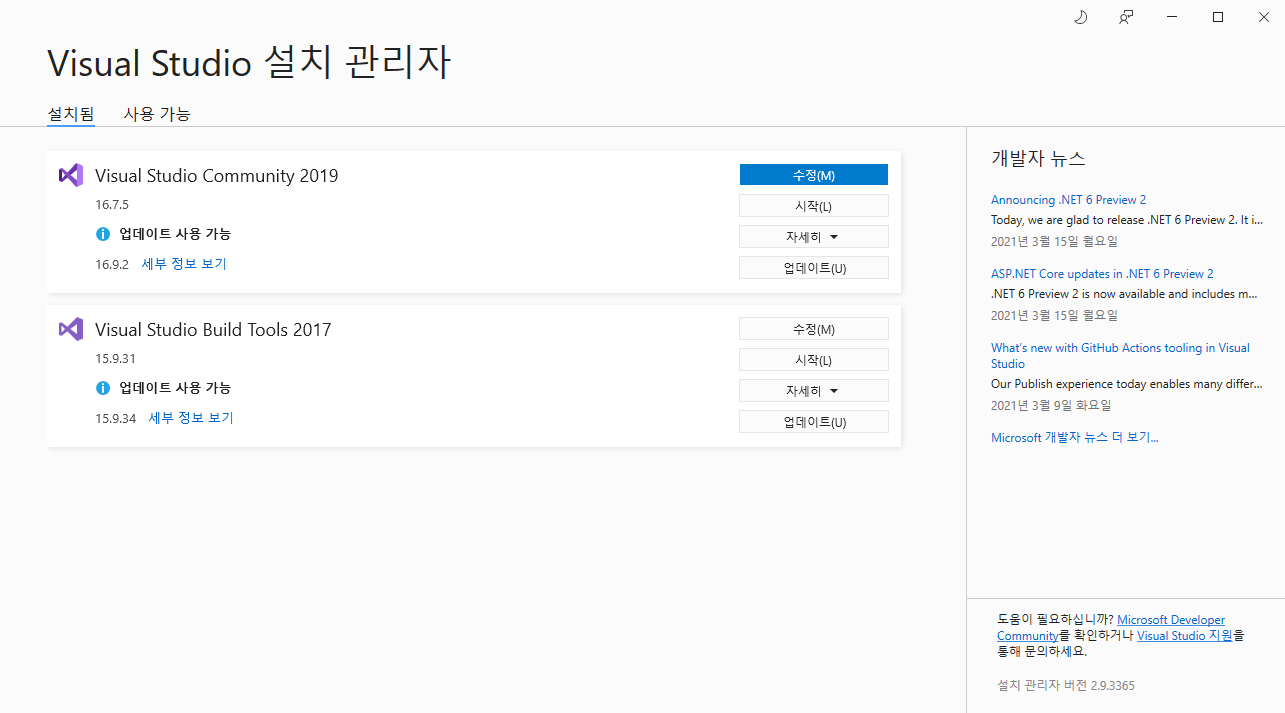 Visual Studio 설치 관리자
설치됨 사용 가능
Visual Studio Community 2019
16.7.5
업데이트 사용 가능
16.9.2 세부 정보 보기
수정(M)
시작(L)
자세히
업데이트(U)
Visual Studio Build Tools 2017
15.9.31
업데이트 사용 가능
15.9.34 세부 정보 보기
수정(M)
시작(L)
자세히
업데이트(U)
개발자 뉴스
Announcing .NET 6 Preview 2
Today, we are glad to release .NET 6 Preview 2. It i...
2021년 3월 15일 월요일
ASP.NET Core updates in .NET 6 Preview 2
.NET 6 Preview 2 is now available and includes m...
2021년 3월 15일 월요일
What's new with GitHub Actions tooling in Visual
Studio
Our Publish experience today enables many differ...
2021년 3월 9일 화요일
Microsoft 개발자 뉴스 더 보기...
도움이 필요하십니까? Microsoft Developer
Community를 확인하거나 Visual Studio 지원을
통해 문의하세요.
설치 관리자 버전 2.9.3365